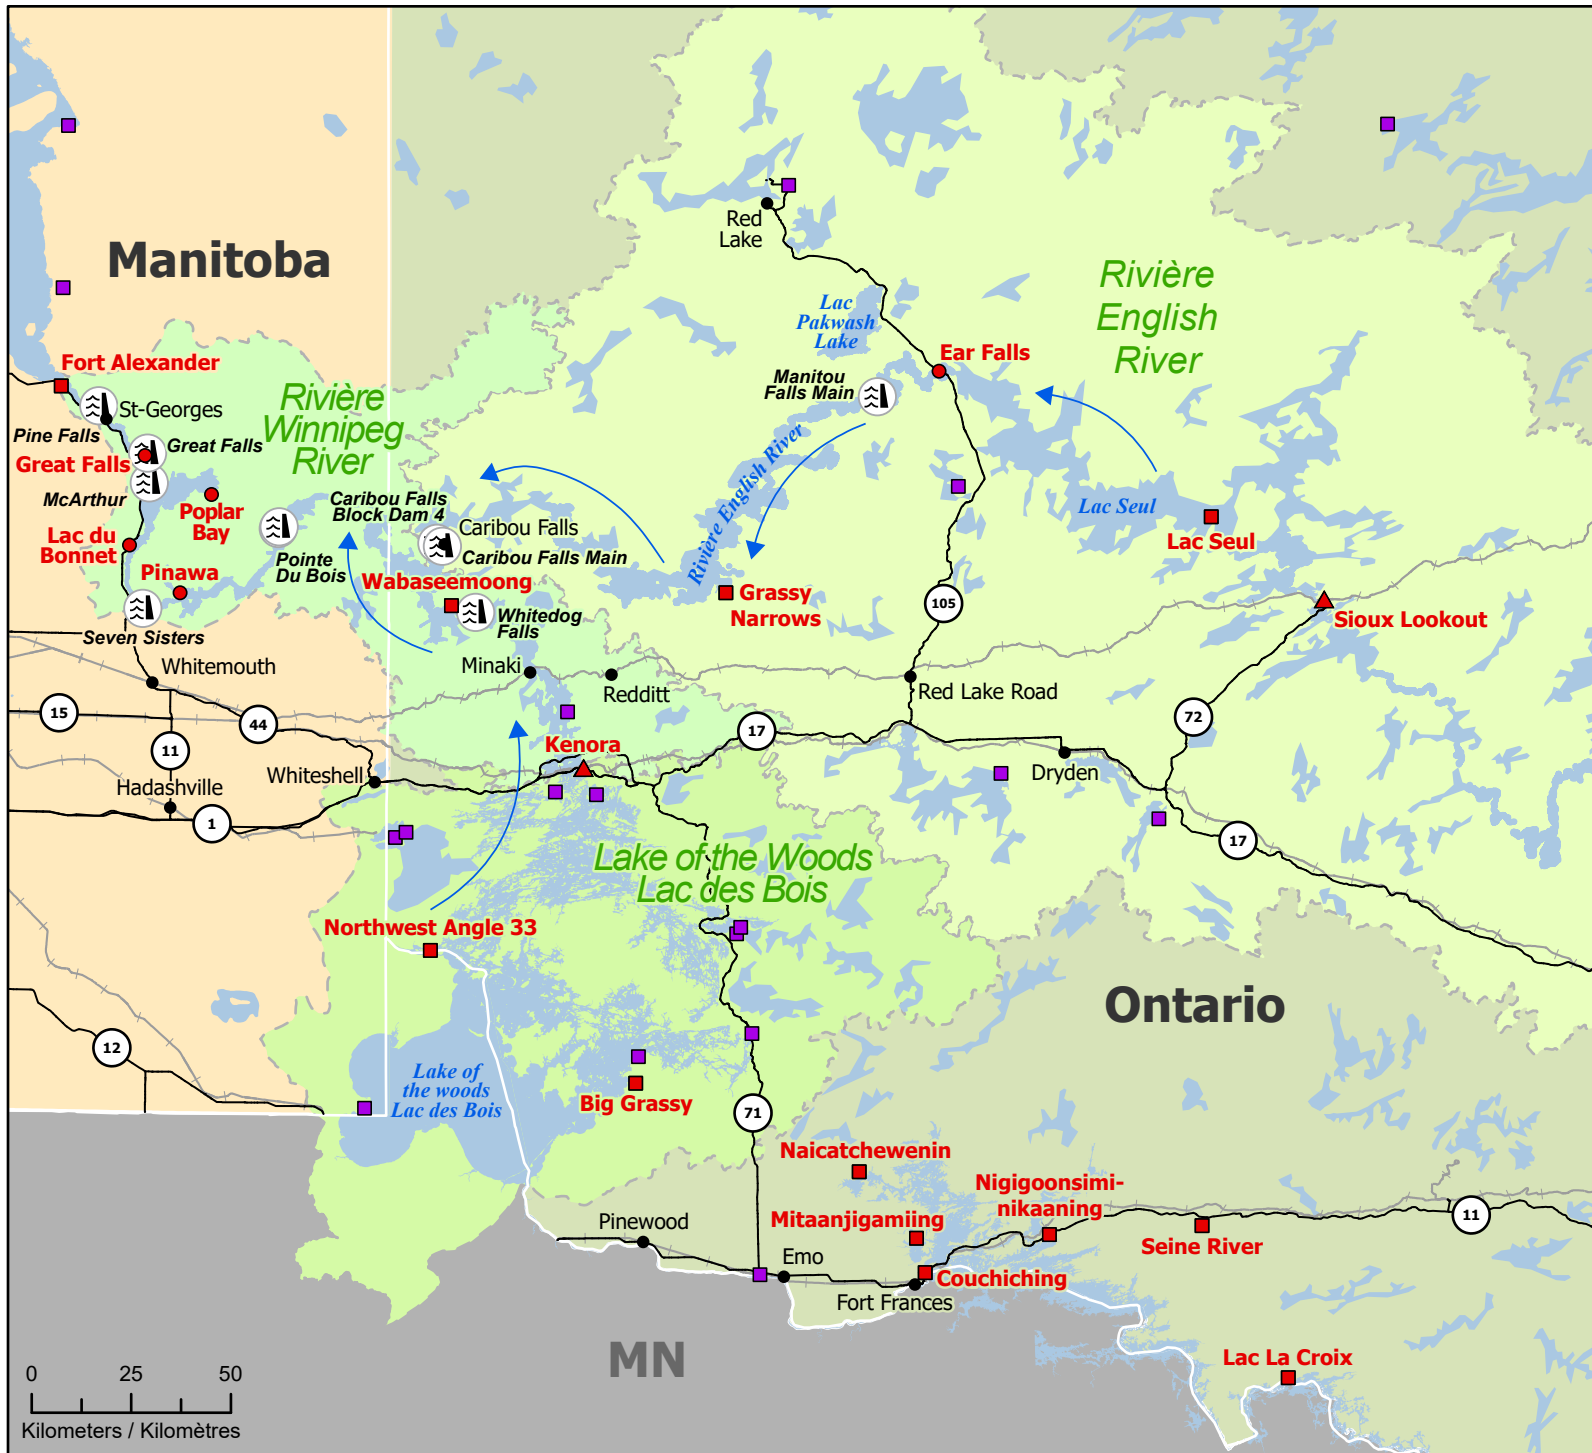 Red
Lake
Manitoba
Rivière
English
River
Lac
Pakwash
Lake
Ear Falls
Fort Alexander
Manitou
Falls Main
St-Georges
Pine Falls
Great Falls
Great Falls
McArthur
Rivière
Winnipeg
River
Rivière English River
Caribou Falls
Block Dam 4
Caribou Falls
Caribou Falls Main
Poplar
Bay
Lac du
Bonnet
Pointe
Du Bois
Pinawa
Seven Sisters
Lac Seul
Lac Seul
Wabaseemoong
Whitedog
Falls
Grassy
Narrows
105
Sioux Lookout
Whitemouth
Minaki
Redditt
Red Lake Road
15
44
11
17
72
Kenora
Whiteshell
Hadashville
Dryden
1
17
Lake of the Woods
Lac des Bois
Northwest Angle 33
Ontario
12
Lake of
the woods
Lac des Bois
Big Grassy
71
Naicatchewenin
Nigigoonsimi-
nikaaning
Mitaanjigamiing
11
Pinewood
Seine River
Emo
Couchiching
Fort Frances
MN
Lac La Croix
0 25 50
Kilometers / Kilomètres